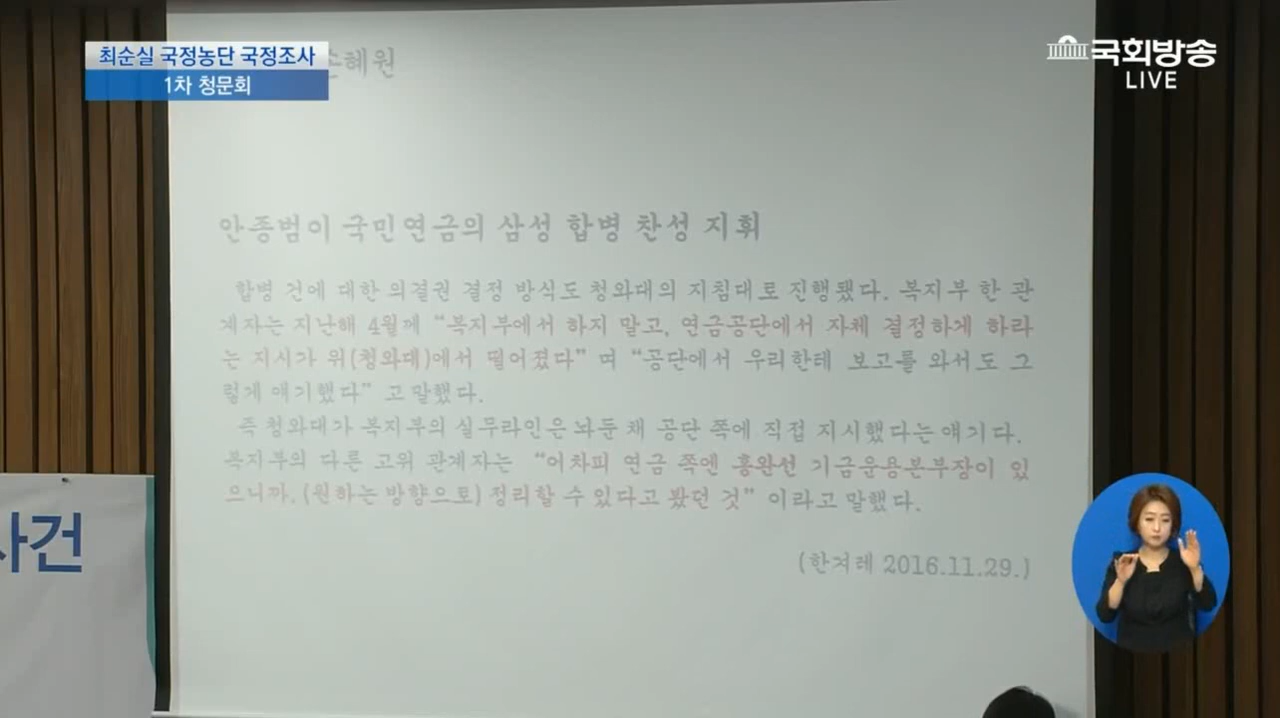 최순실 국정농단 국정조사
1차 청문회
손혜원
국회방송
LIVE
안종범이 국민연금의 삼성 합병 찬성 지휘
합병 건에 대한 의결권 결정 방식도 청와대의 지침대로 진행됐다. 복지부 한 관
계자는 지난해 4월께 “복지부에서 하지 말고, 연금공단에서 자체 결정하게 하라
는 지시가 위(청와대)에서 떨어졌다” 며 “공단에서 우리한테 보고를 와서도 그
렇게 얘기했다” 고 말했다.
즉 청와대가 복지부의 실무라인은 놔둔 채 공단 쪽에 직접 지시했다는 얘기다.
복지부의 다른 고위 관계자는 “어차피 연금 쪽엔 홍완선 기금운용본부장이 있
으니까, (원하는 방향으로) 정리할 수 있다고 봤던 것” 이라고 말했다.
(한겨레 2016.11.29.)
사건